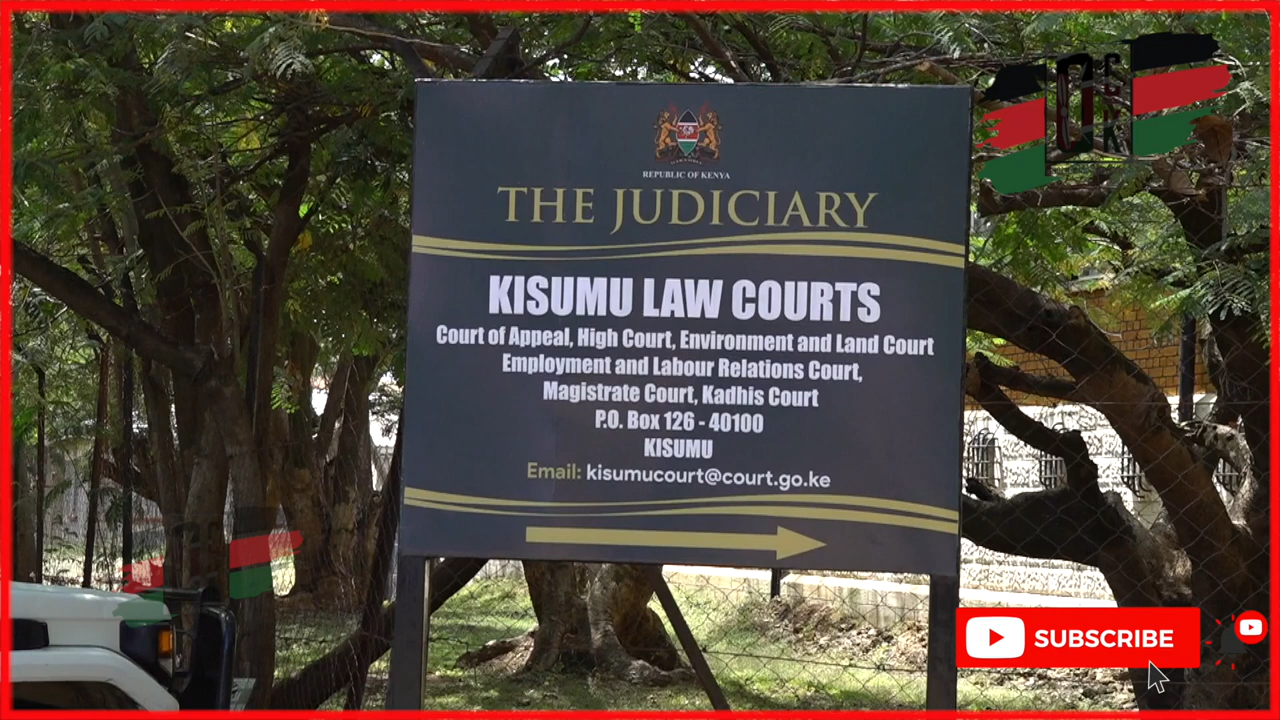 REPUBLIC OF KENYA
THE JUDICIARY
KISUMU LAW COURTS
Court of Appeal, High Court, Environment and Land Court
Employment and Labour Relations Court,
Magistrate Court, Kadhis Court
P.O. Box 126 - 40100
KISUMU
Email: kisumucourt@court.go.ke
SUBSCRIBE